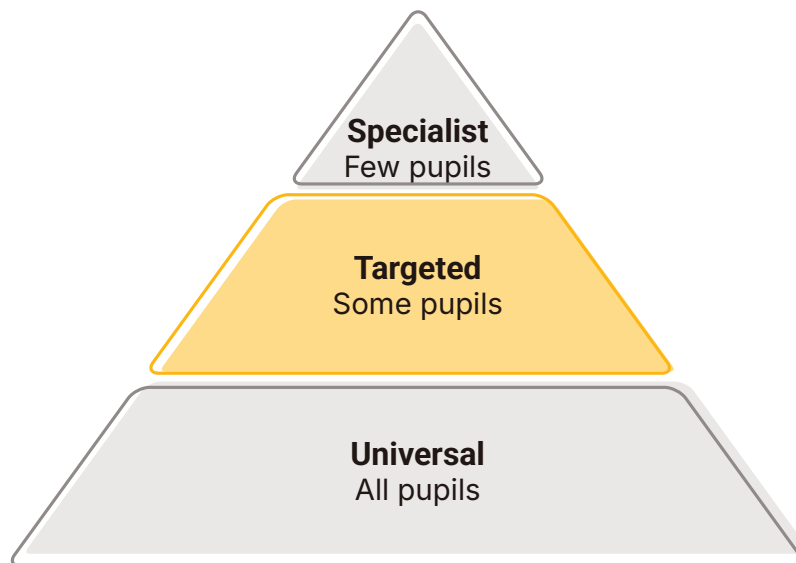 Specialist
Few pupils
Targeted
Some pupils
Universal
All pupils